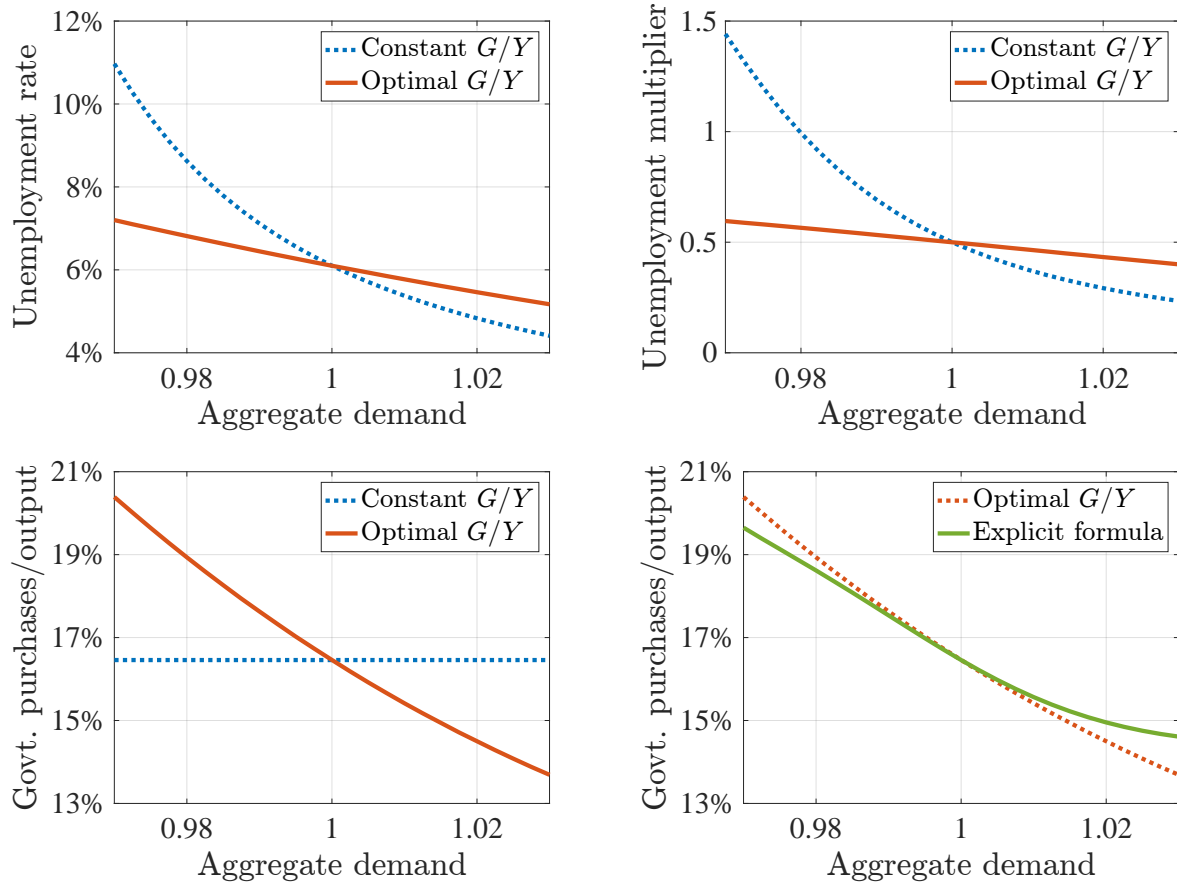 Unemployment rate
12%
10%
8%
6%
4%
Constant G/Y
Optimal G/Y
0.98 1 1.02
Aggregate demand
Unemployment multiplier
1.5
1
0.5
0
Constant G/Y
Optimal G/Y
0.98 1 1.02
Aggregate demand
Govt. purchases/output
21%
19%
17%
15%
13%
Constant G/Y
Optimal G/Y
0.98 1 1.02
Aggregate demand
Govt. purchases/output
21%
19%
17%
15%
13%
Optimal G/Y
Explicit formula
0.98 1 1.02
Aggregate demand